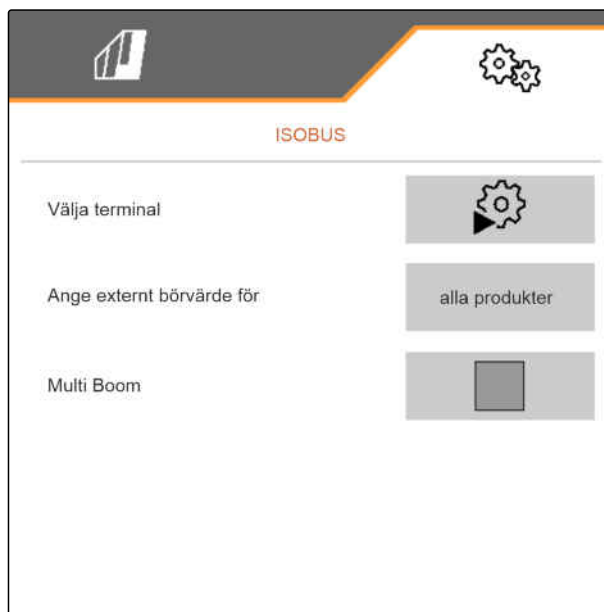 ISOBUS
Välja terminal
Ange externt börvärde för
alla produkter
Multi Boom